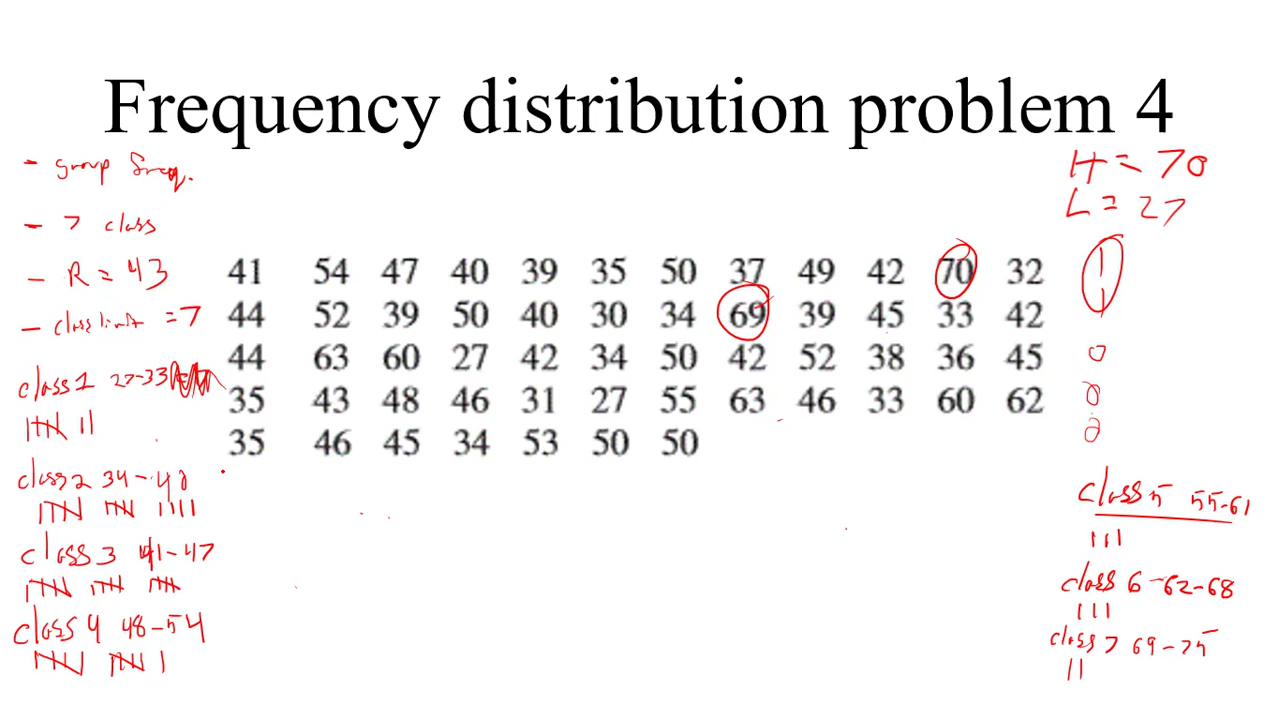 Frequency distribution problem 4
- group freq.
- 7 class
- R = 43
- class limit = 7
class 1 27-33
class 2 34-40
class 3 41-47
class 4 48-54
41 54 47 40 39 35 50 37 49 42 70 32
44 52 39 50 40 30 34 69 39 45 33 42
44 63 60 27 42 34 50 42 52 38 36 45
35 43 48 46 31 27 55 63 46 33 60 62
35 46 45 34 53 50 50
H = 70
L = 27
1
1
0
0
class 5 55-61
class 6 -62-68
class 7 69-75